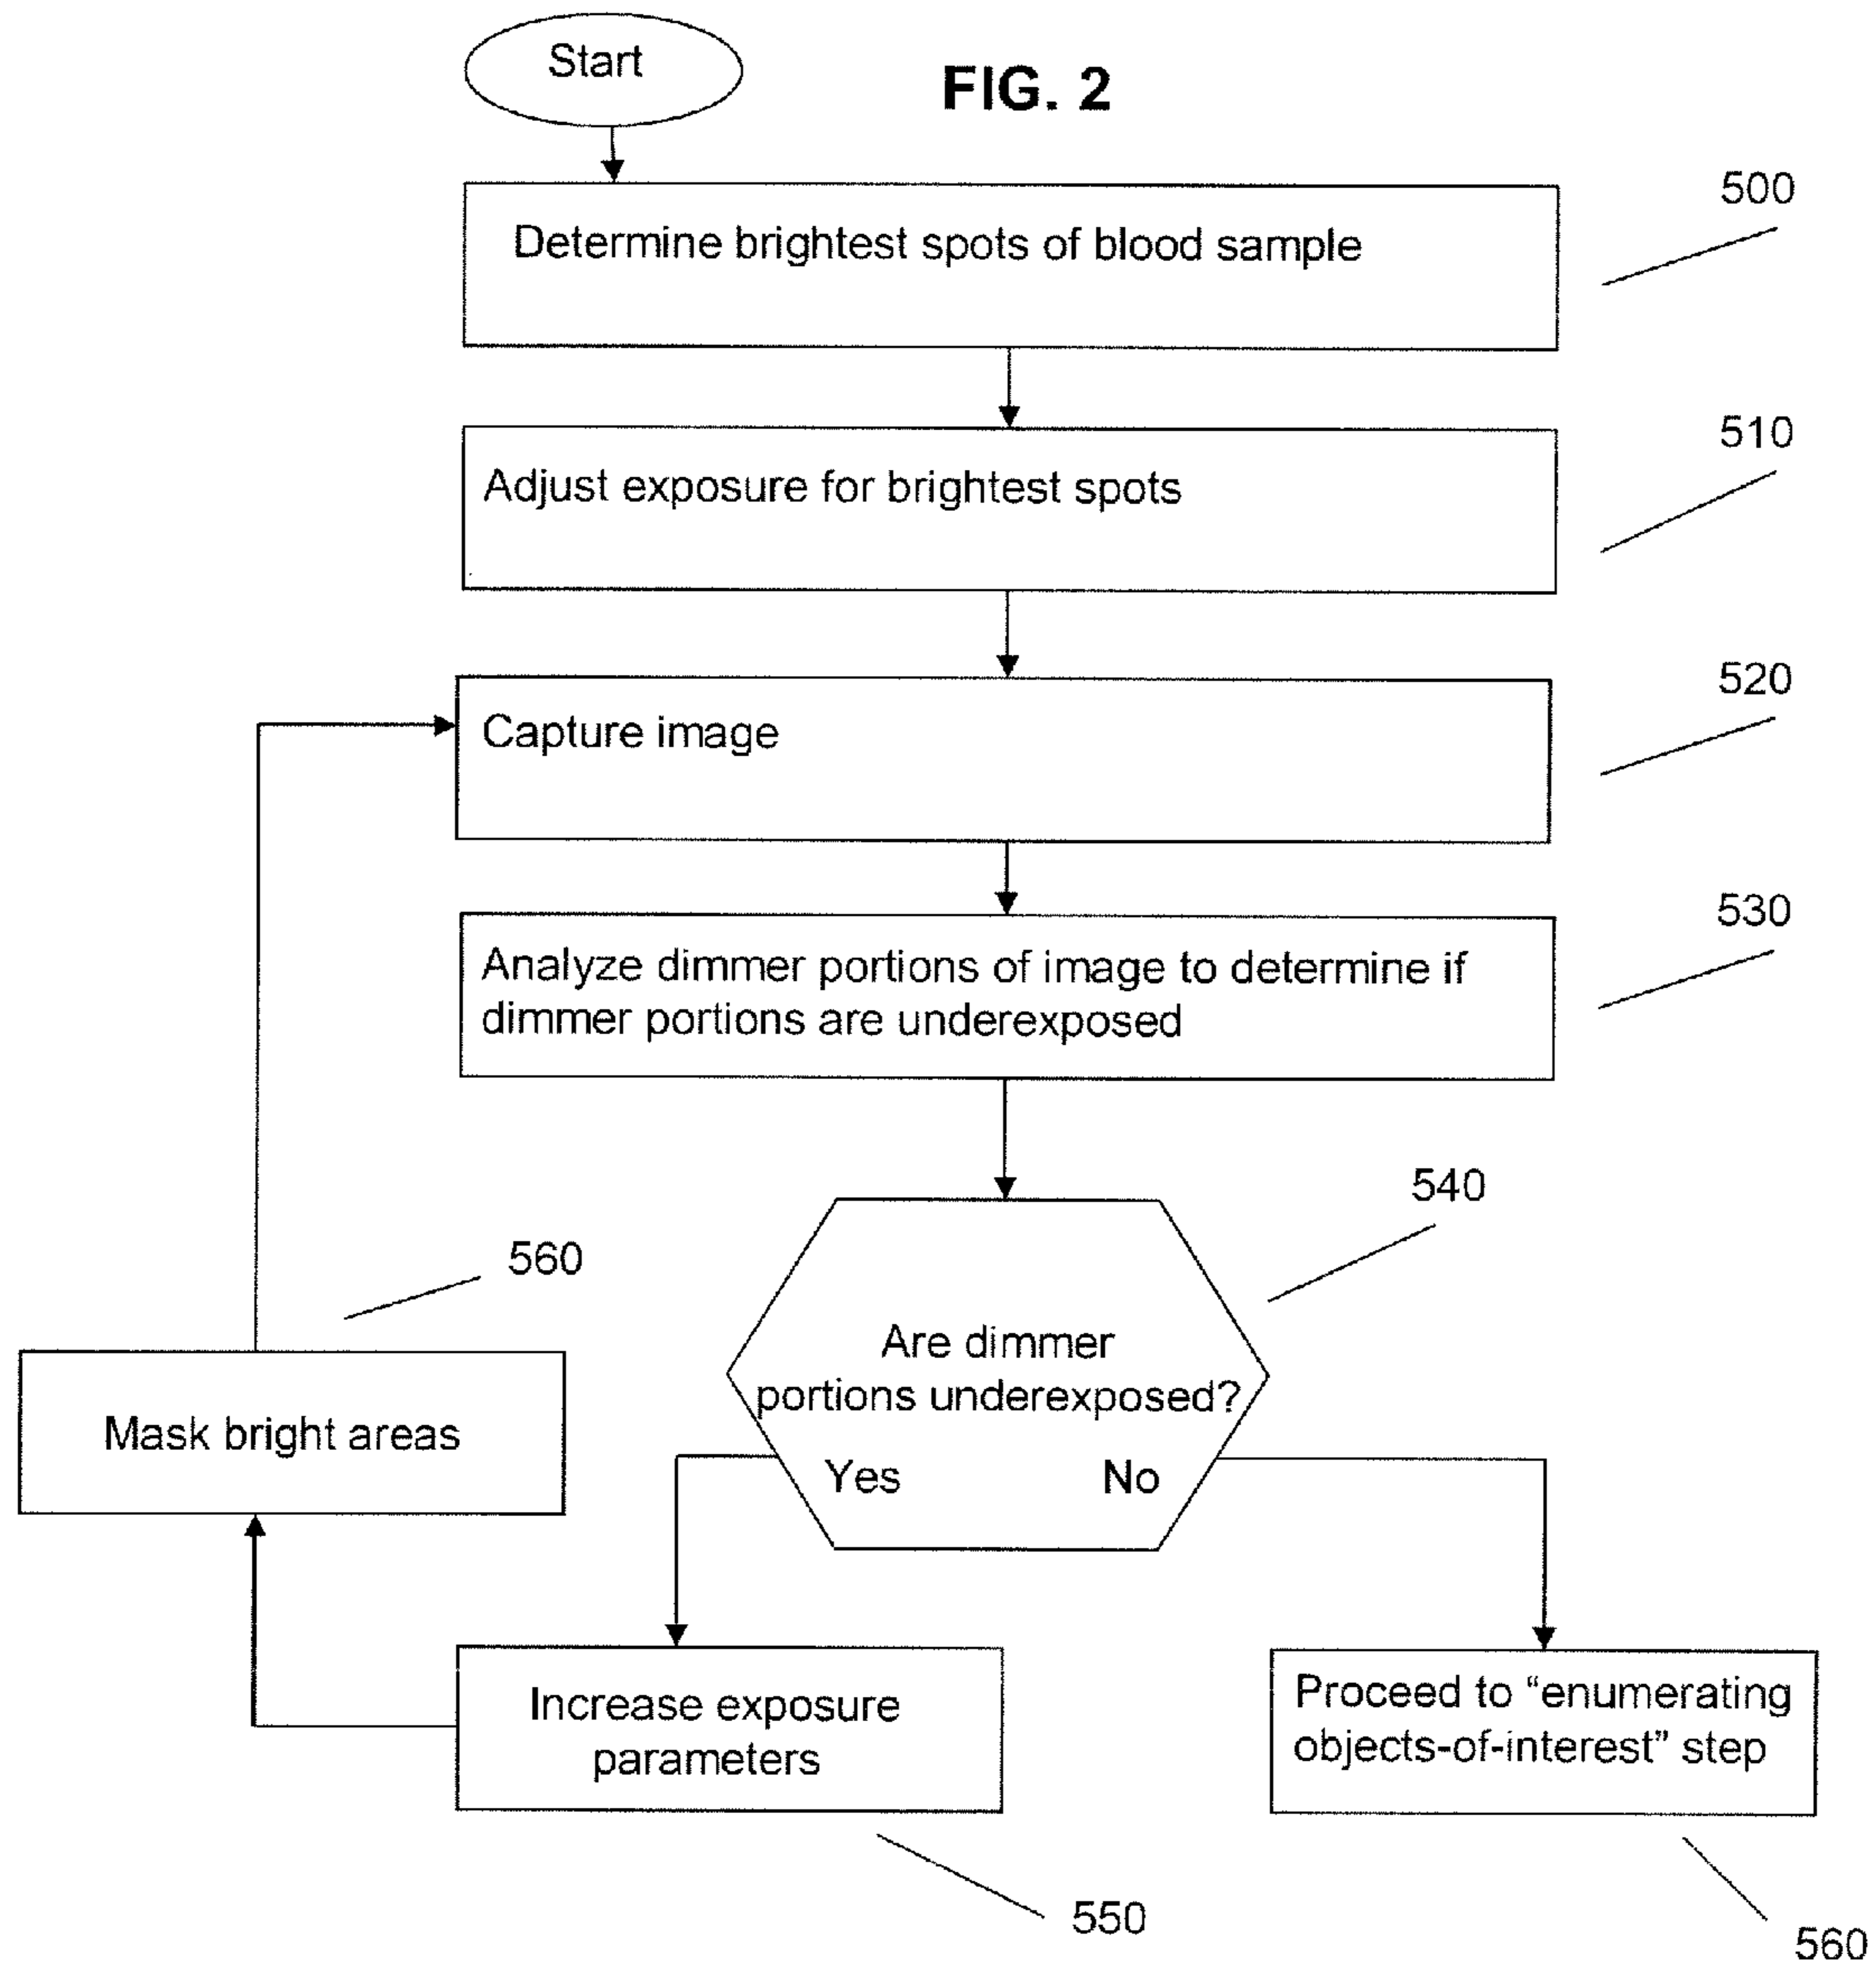 Start
FIG. 2
500
Determine brightest spots of blood sample
510
Adjust exposure for brightest spots
520
Capture image
530
Analyze dimmer portions of image to determine if
dimmer portions are underexposed
540
560
Are dimmer
portions underexposed?
Mask bright areas
Yes
No
Increase exposure
parameters
Proceed to “enumerating
objects-of-interest” step
550
560